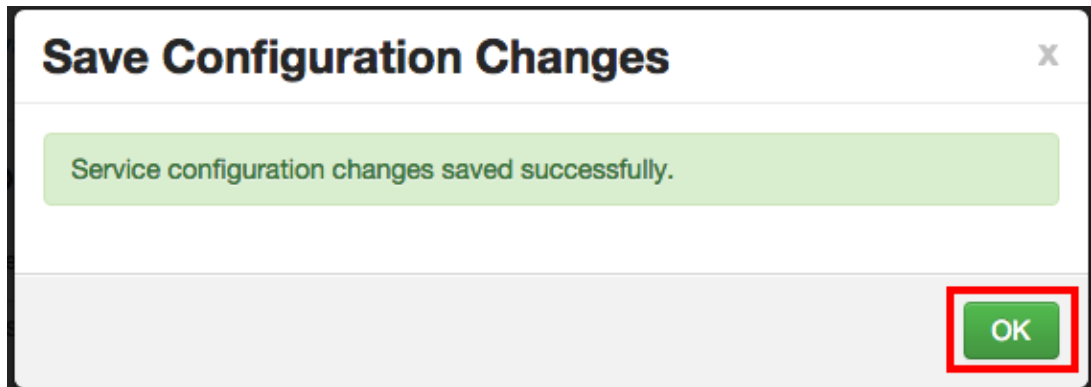 Save Configuration Changes
x
Service configuration changes saved successfully.
OK